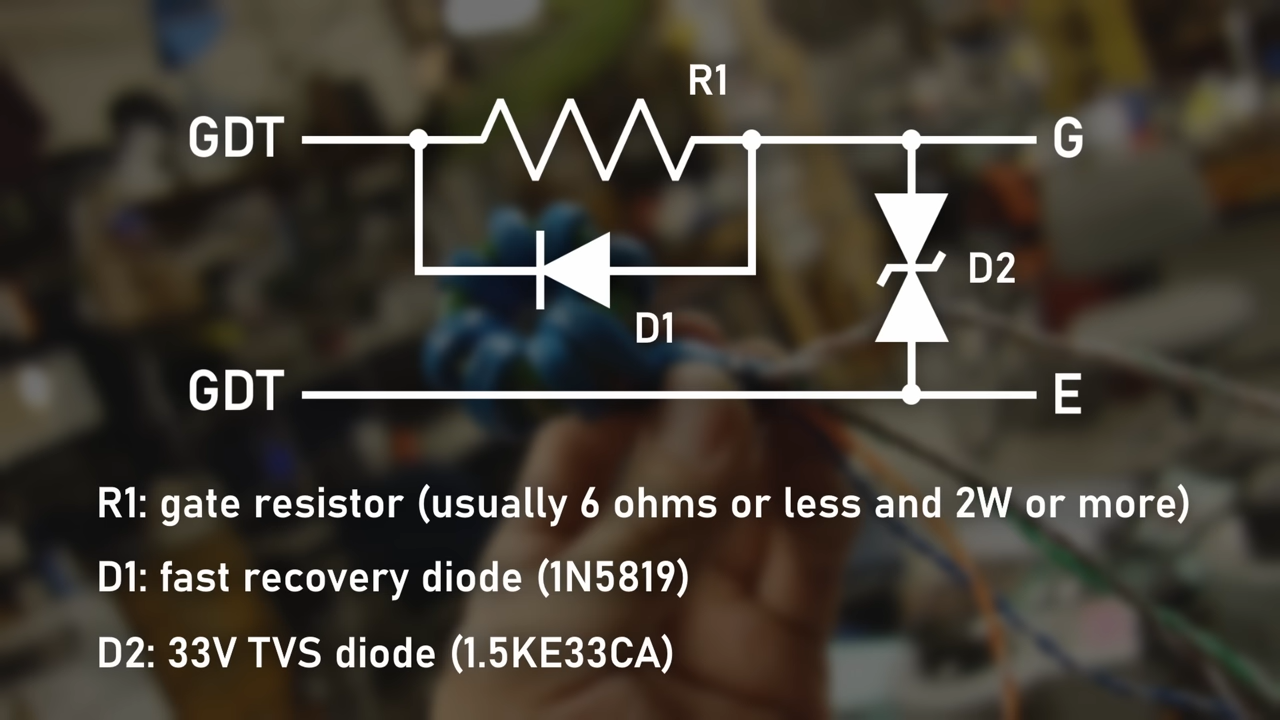 R1
GDT
G
D2
D1
GDT
E
R1: gate resistor (usually 6 ohms or less and 2W or more)
D1: fast recovery diode (1N5819)
D2: 33V TVS diode (1.5KE33CA)